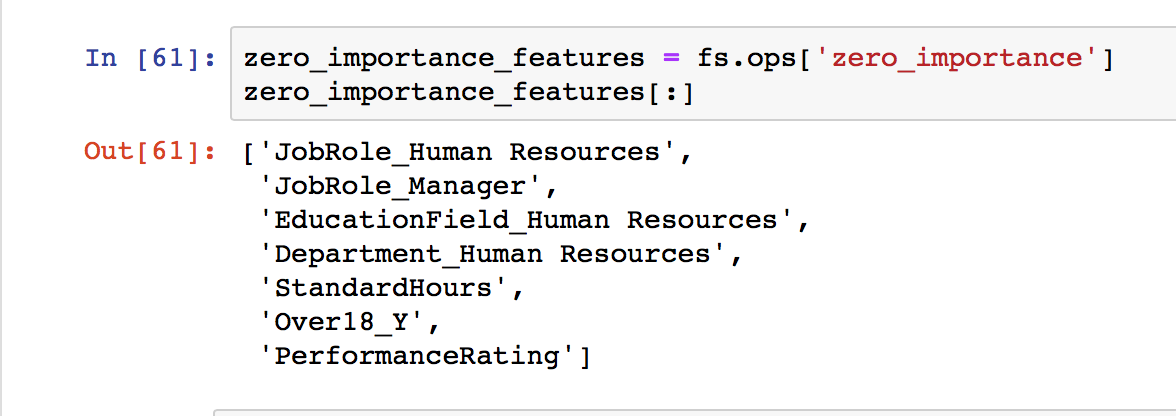 In [61]: zero_importance_features = fs.ops['zero_importance']
zero_importance_features[:]
Out[61]: ['JobRole_Human Resources',
'JobRole_Manager',
'EducationField_Human Resources',
'Department_Human Resources',
'StandardHours',
'Over18_Y',
'PerformanceRating']